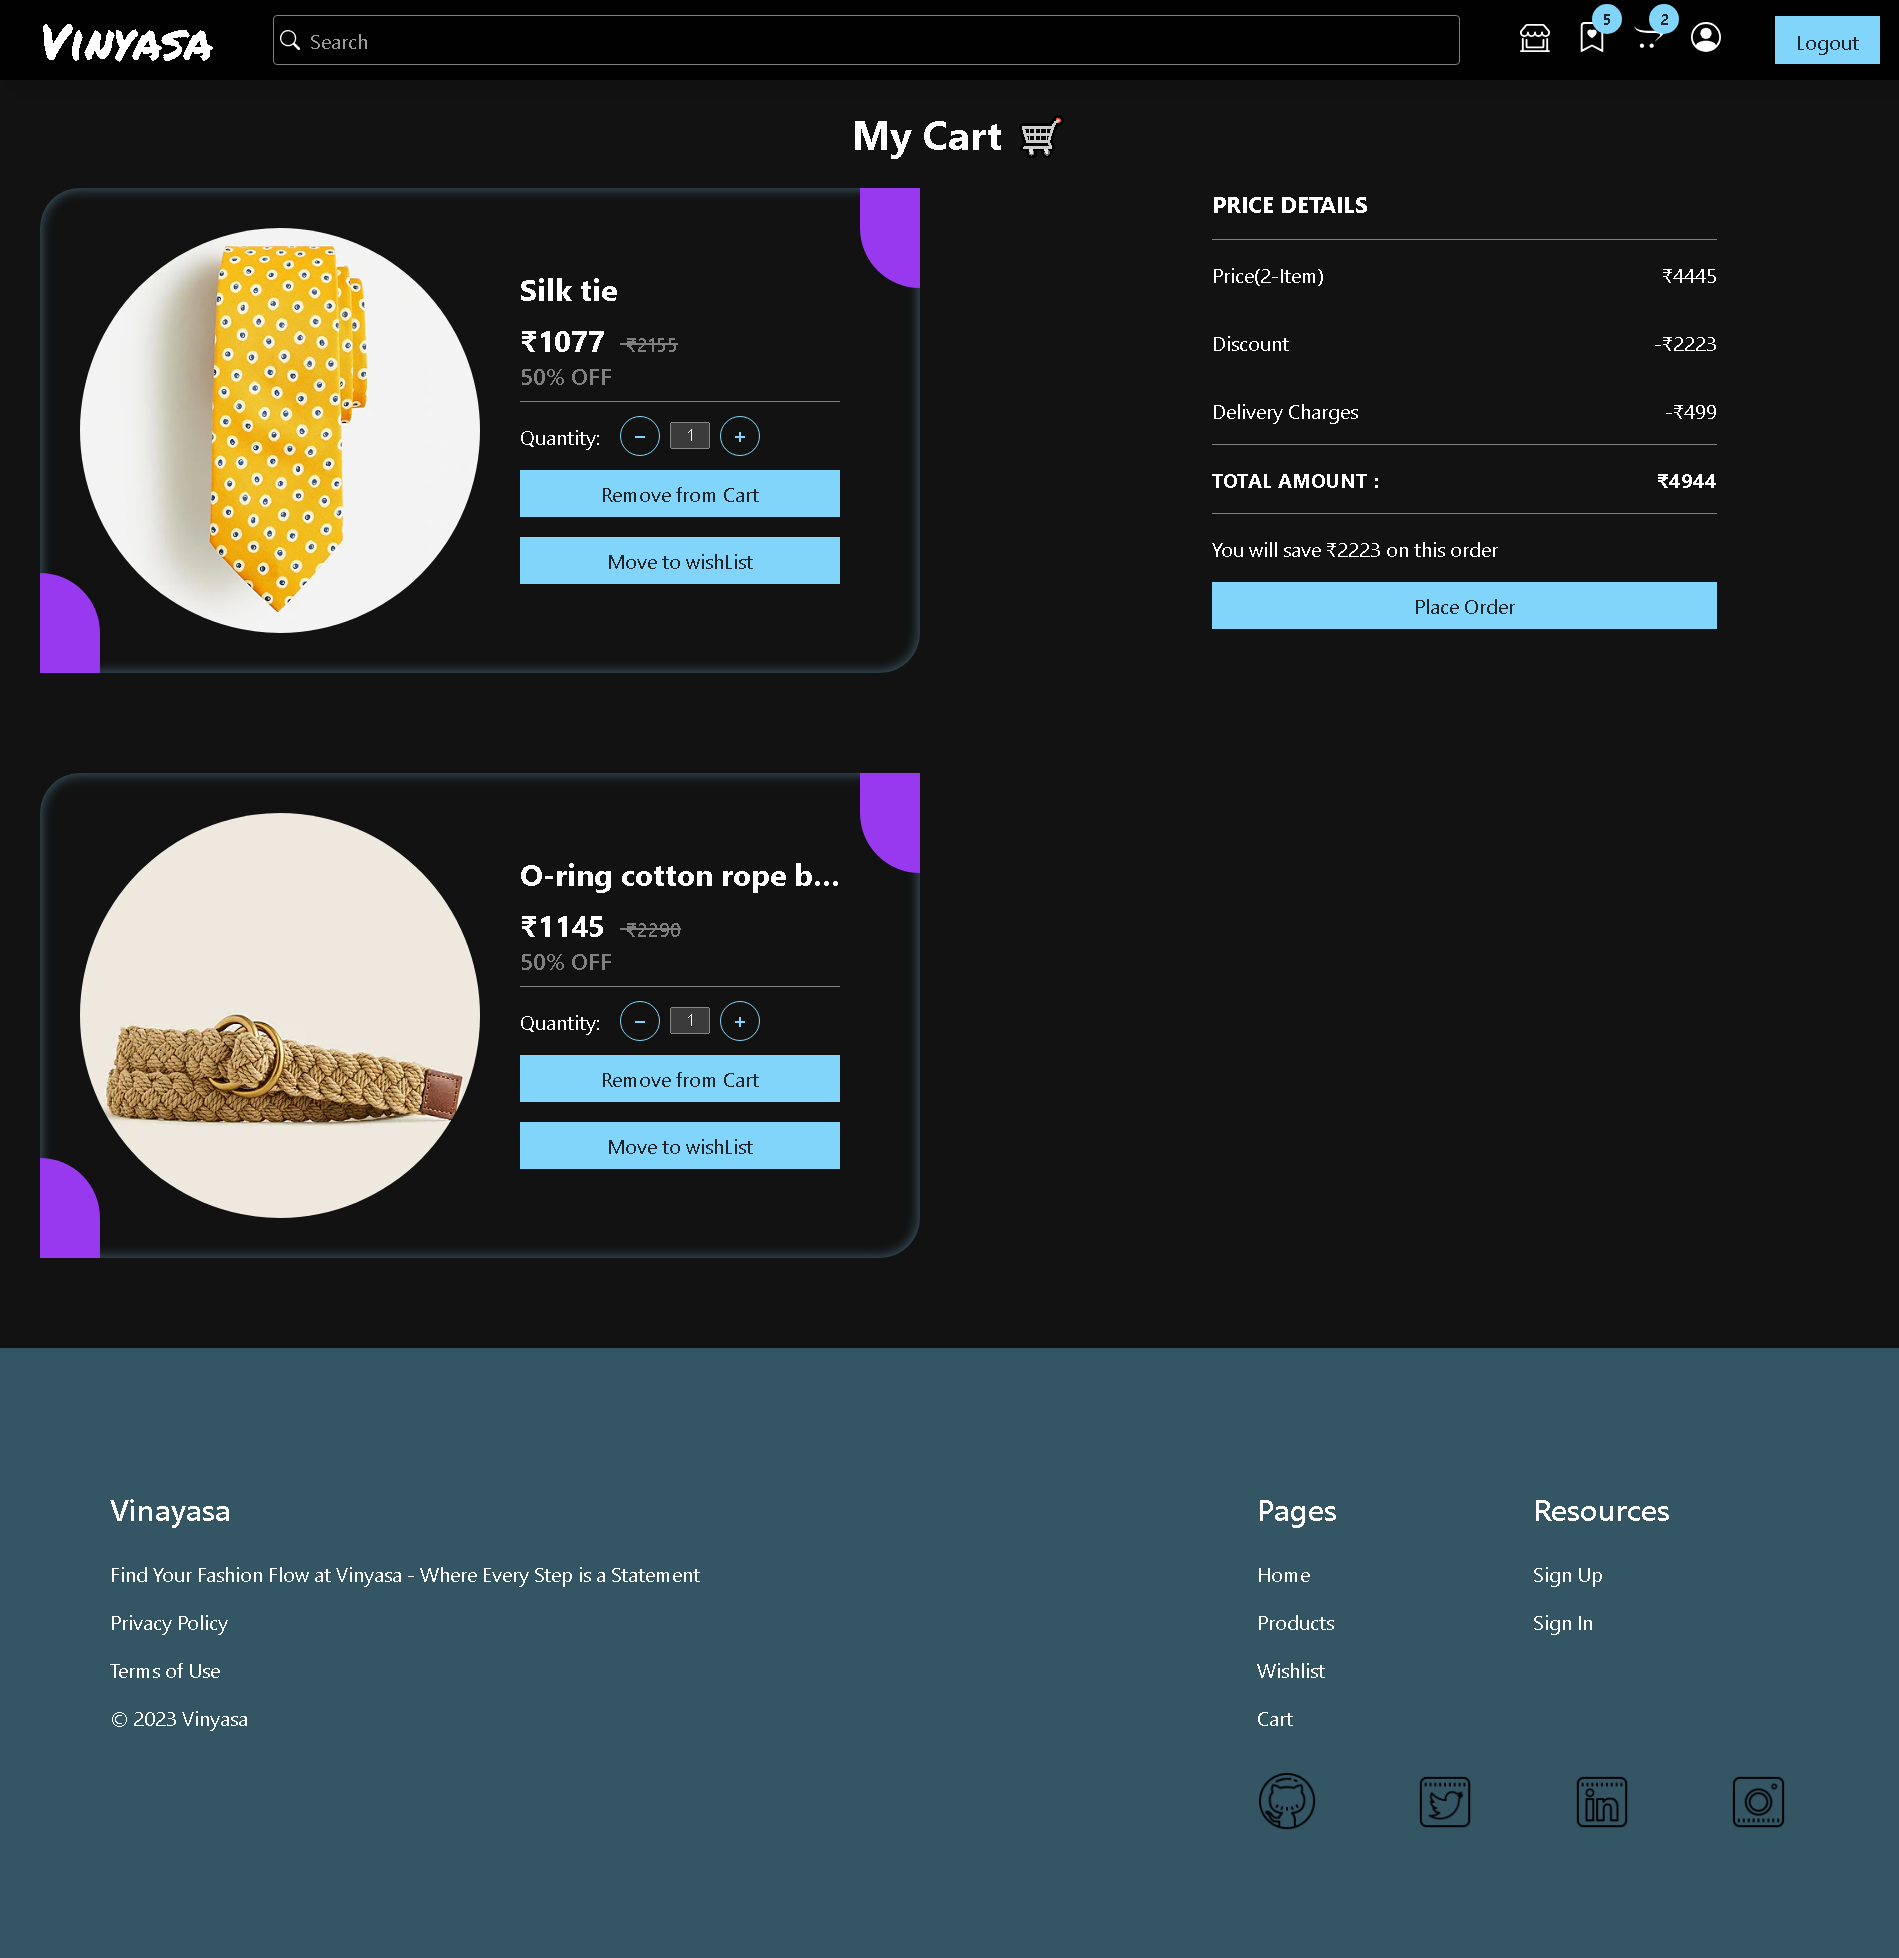 Vinyasa
Search
5
2
Logout
My Cart
Silk tie
₹1077 ₹2155
50% OFF
Quantity: − 1 +
Remove from Cart
Move to wishList
PRICE DETAILS
Price(2-Item) ₹4445
Discount -₹2223
Delivery Charges -₹499
TOTAL AMOUNT : ₹4944
You will save ₹2223 on this order
Place Order
O-ring cotton rope b...
₹1145 ₹2290
50% OFF
Quantity: − 1 +
Remove from Cart
Move to wishList
Vinayasa
Find Your Fashion Flow at Vinyasa - Where Every Step is a Statement
Privacy Policy
Terms of Use
© 2023 Vinyasa
Pages
Home
Products
Wishlist
Cart
Resources
Sign Up
Sign In
in